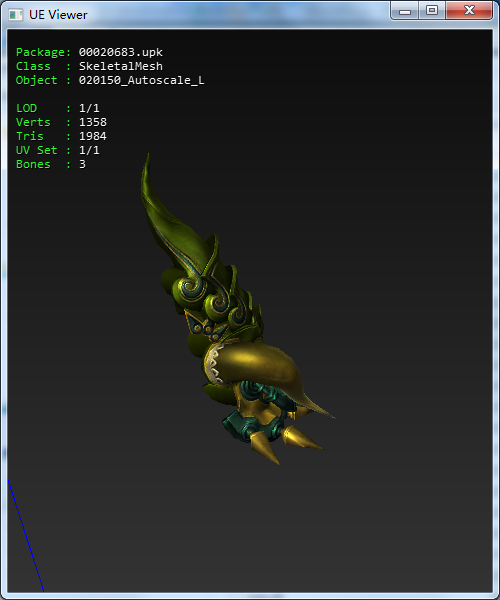 UE Viewer
Package: 00020683.upk
Class  : SkeletalMesh
Object : 020150_Autoscale_L
LOD    : 1/1
Verts  : 1358
Tris   : 1984
UV Set : 1/1
Bones  : 3